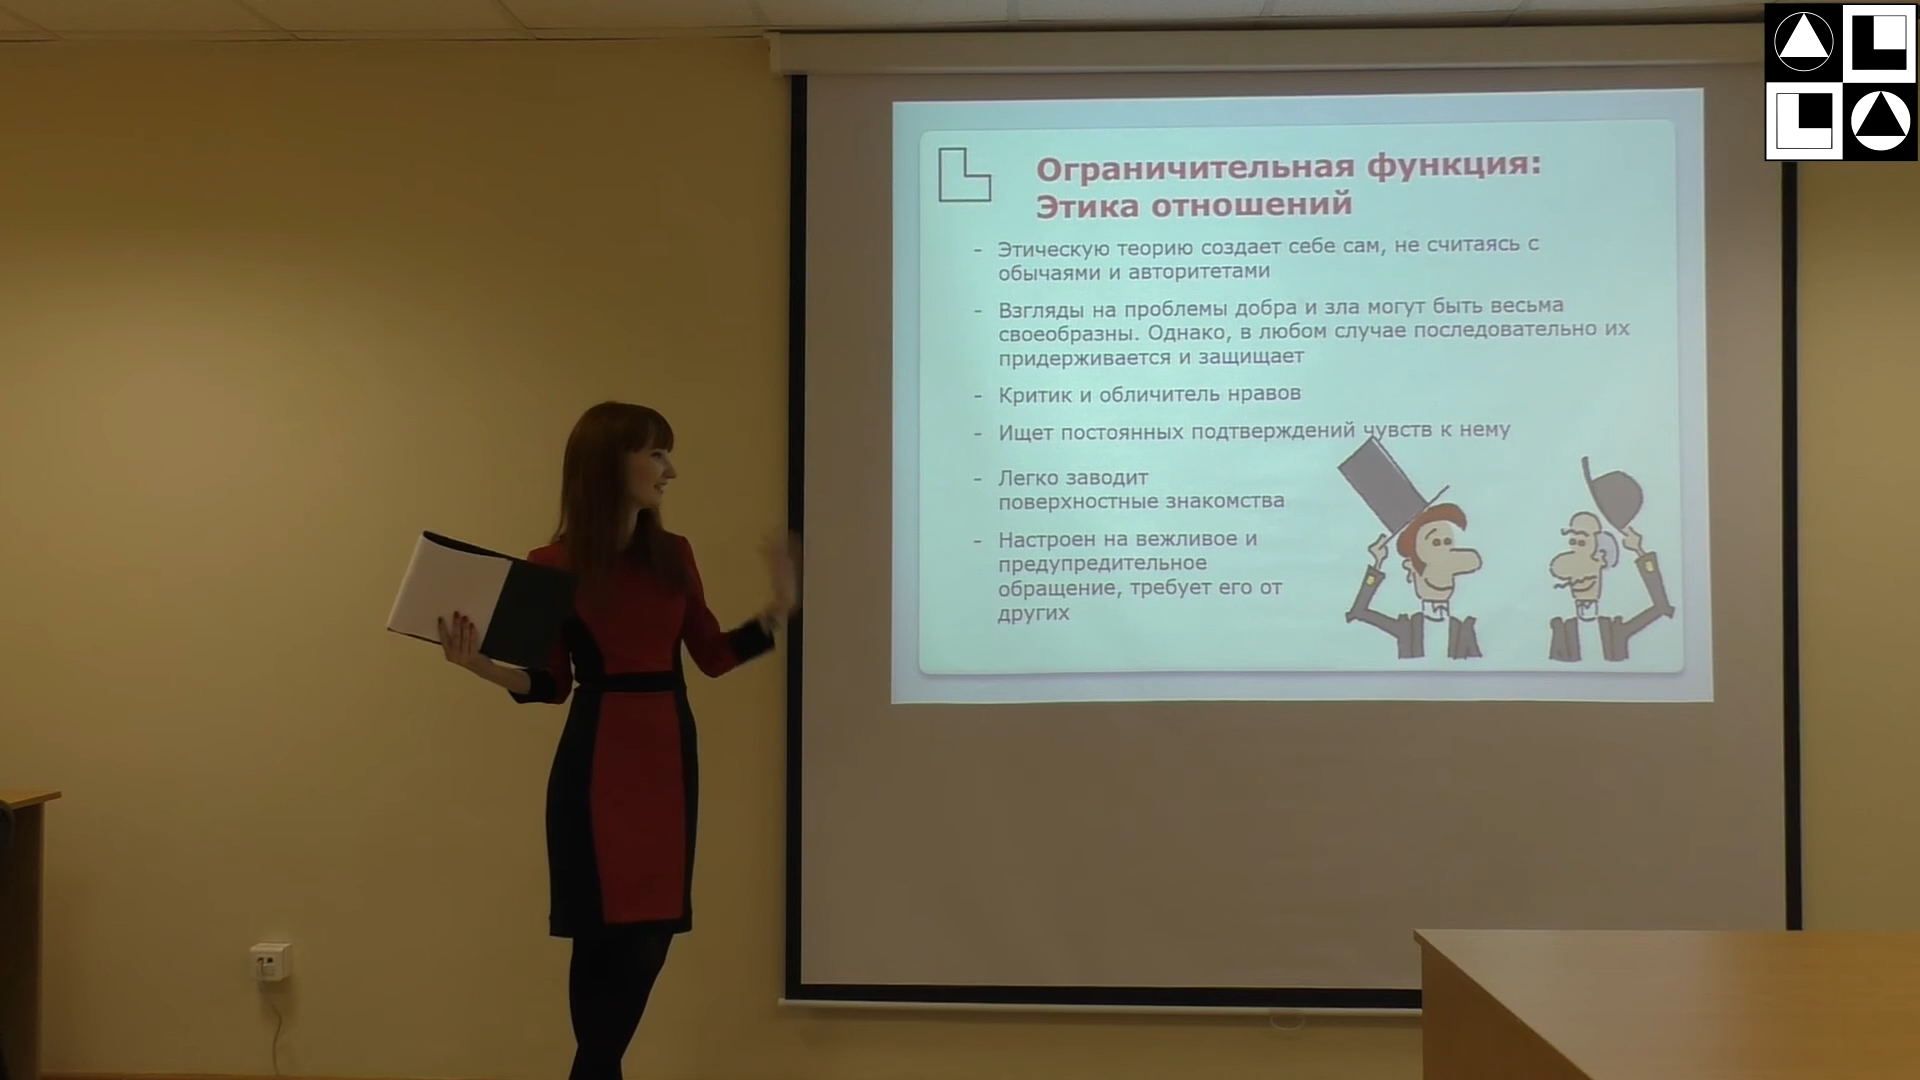 Ограничительная функция:
Этика отношений
- Этическую теорию создает себе сам, не считаясь с
обычаями и авторитетами
- Взгляды на проблемы добра и зла могут быть весьма
своеобразны. Однако, в любом случае последовательно их
придерживается и защищает
- Критик и обличитель нравов
- Ищет постоянных подтверждений чувств к нему
- Легко заводит
поверхностные знакомства
- Настроен на вежливое и
предупредительное
обращение, требует его от
других